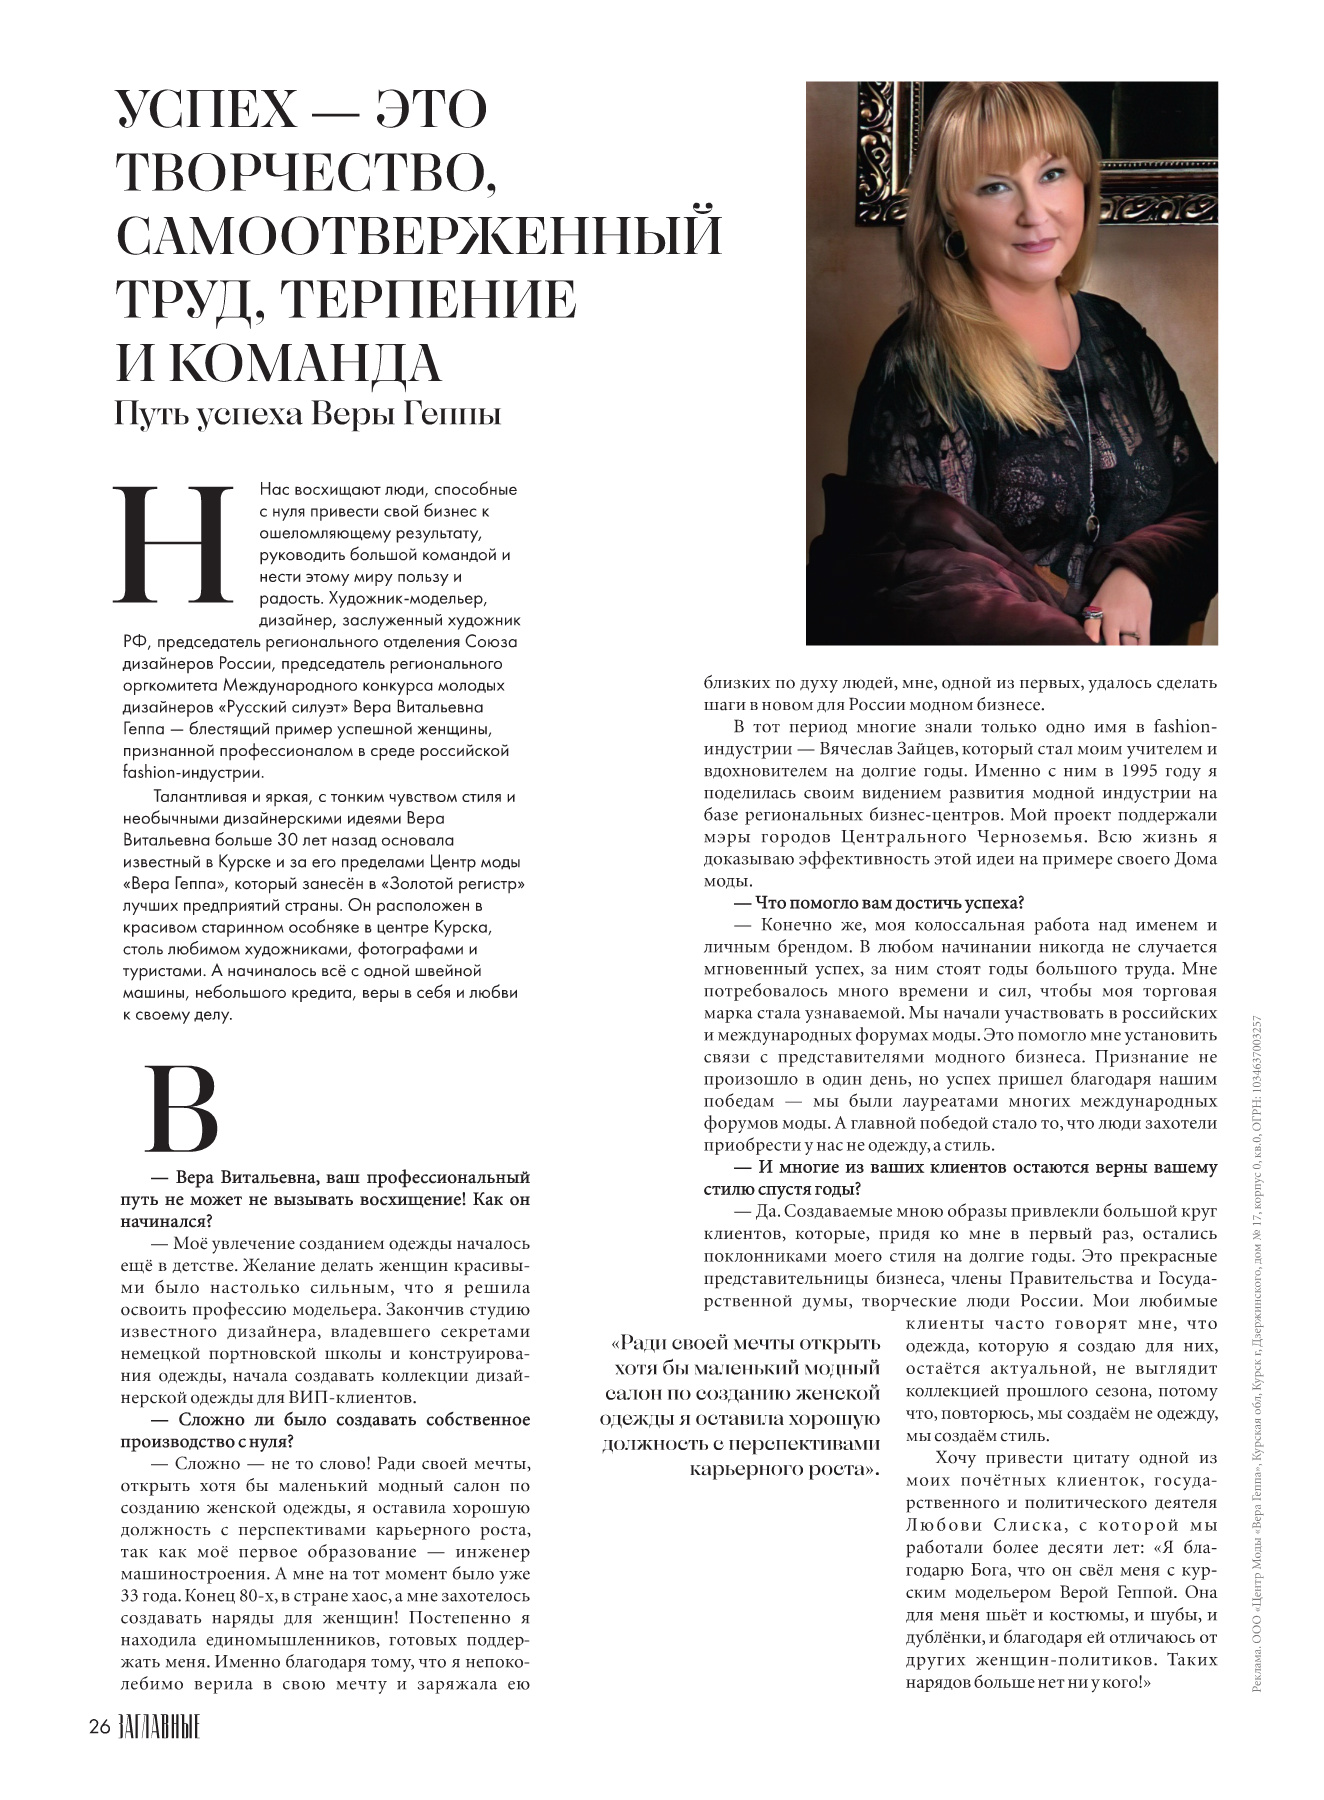 УСПЕХ — ЭТО
ТВОРЧЕСТВО,
САМООТВЕРЖЕННЫЙ
ТРУД, ТЕРПЕНИЕ
И КОМАНДА
Путь успеха Веры Геппы
Н
Нас восхищают люди, способные
с нуля привести свой бизнес к
ошеломляющему результату,
руководить большой командой и
нести этому миру пользу и
радость. Художник-модельер,
дизайнер, заслуженный художник
РФ, председатель регионального отделения Союза
дизайнеров России, председатель регионального
оргкомитета Международного конкурса молодых
дизайнеров «Русский силуэт» Вера Витальевна
Геппа — блестящий пример успешной женщины,
признанной профессионалом в среде российской
fashion-индустрии.
Талантливая и яркая, с тонким чувством стиля и
необычными дизайнерскими идеями Вера
Витальевна больше 30 лет назад основала
известный в Курске и за его пределами Центр моды
«Вера Геппа», который занесён в «Золотой регистр»
лучших предприятий страны. Он расположен в
красивом старинном особняке в центре Курска,
столь любимом художниками, фотографами и
туристами. А начиналось всё с одной швейной
машины, небольшого кредита, веры в себя и любви
к своему делу.
В
— Вера Витальевна, ваш профессиональный
путь не может не вызывать восхищение! Как он
начинался?
— Моё увлечение созданием одежды началось
ещё в детстве. Желание делать женщин красивы-
ми было настолько сильным, что я решила
освоить профессию модельера. Закончив студию
известного дизайнера, владевшего секретами
немецкой портновской школы и конструирова-
ния одежды, начала создавать коллекции дизай-
нерской одежды для ВИП-клиентов.
— Сложно ли было создавать собственное
производство с нуля?
— Сложно — не то слово! Ради своей мечты,
открыть хотя бы маленький модный салон по
созданию женской одежды, я оставила хорошую
должность с перспективами карьерного роста,
так как моё первое образование — инженер
машиностроения. А мне на тот момент было уже
33 года. Конец 80-х, в стране хаос, а мне захотелось
создавать наряды для женщин! Постепенно я
находила единомышленников, готовых поддер-
жать меня. Именно благодаря тому, что я непоко-
лебимо верила в свою мечту и заряжала ею
близких по духу людей, мне, одной из первых, удалось сделать
шаги в новом для России модном бизнесе.
В тот период многие знали только одно имя в fashion-
индустрии — Вячеслав Зайцев, который стал моим учителем и
вдохновителем на долгие годы. Именно с ним в 1995 году я
поделилась своим видением развития модной индустрии на
базе региональных бизнес-центров. Мой проект поддержали
мэры городов Центрального Черноземья. Всю жизнь я
доказываю эффективность этой идеи на примере своего Дома
моды.
— Что помогло вам достичь успеха?
— Конечно же, моя колоссальная работа над именем и
личным брендом. В любом начинании никогда не случается
мгновенный успех, за ним стоят годы большого труда. Мне
потребовалось много времени и сил, чтобы моя торговая
марка стала узнаваемой. Мы начали участвовать в российских
и международных форумах моды. Это помогло мне установить
связи с представителями модного бизнеса. Признание не
произошло в один день, но успех пришел благодаря нашим
победам — мы были лауреатами многих международных
форумов моды. А главной победой стало то, что люди захотели
приобрести у нас не одежду, а стиль.
— И многие из ваших клиентов остаются верны вашему
стилю спустя годы?
— Да. Создаваемые мною образы привлекли большой круг
клиентов, которые, придя ко мне в первый раз, остались
поклонниками моего стиля на долгие годы. Это прекрасные
представительницы бизнеса, члены Правительства и Госуда-
рственной думы, творческие люди России. Мои любимые
клиенты часто говорят мне, что
одежда, которую я создаю для них,
остаётся актуальной, не выглядит
коллекцией прошлого сезона, потому
что, повторюсь, мы создаём не одежду,
мы создаём стиль.
Хочу привести цитату одной из
моих почётных клиенток, госуда-
рственного и политического деятеля
Любови Слиска, с которой мы
работали более десяти лет: «Я бла-
годарю Бога, что он свёл меня с кур-
ским модельером Верой Геппой. Она
для меня шьёт и костюмы, и шубы, и
дублёнки, и благодаря ей отличаюсь от
других женщин-политиков. Таких
нарядов больше нет ни у кого!»
«Ради своей мечты открыть
хотя бы маленький модный
салон по созданию женской
одежды я оставила хорошую
должность с перспективами
карьерного роста».
Реклама. ООО «Центр Моды «Вера Геппа», Курская обл, Курск г, Дзержинского, дом № 17, корпус 0, кв.0, ОГРН: 1034637003257
26 ЗАГЛАВНЫЕ